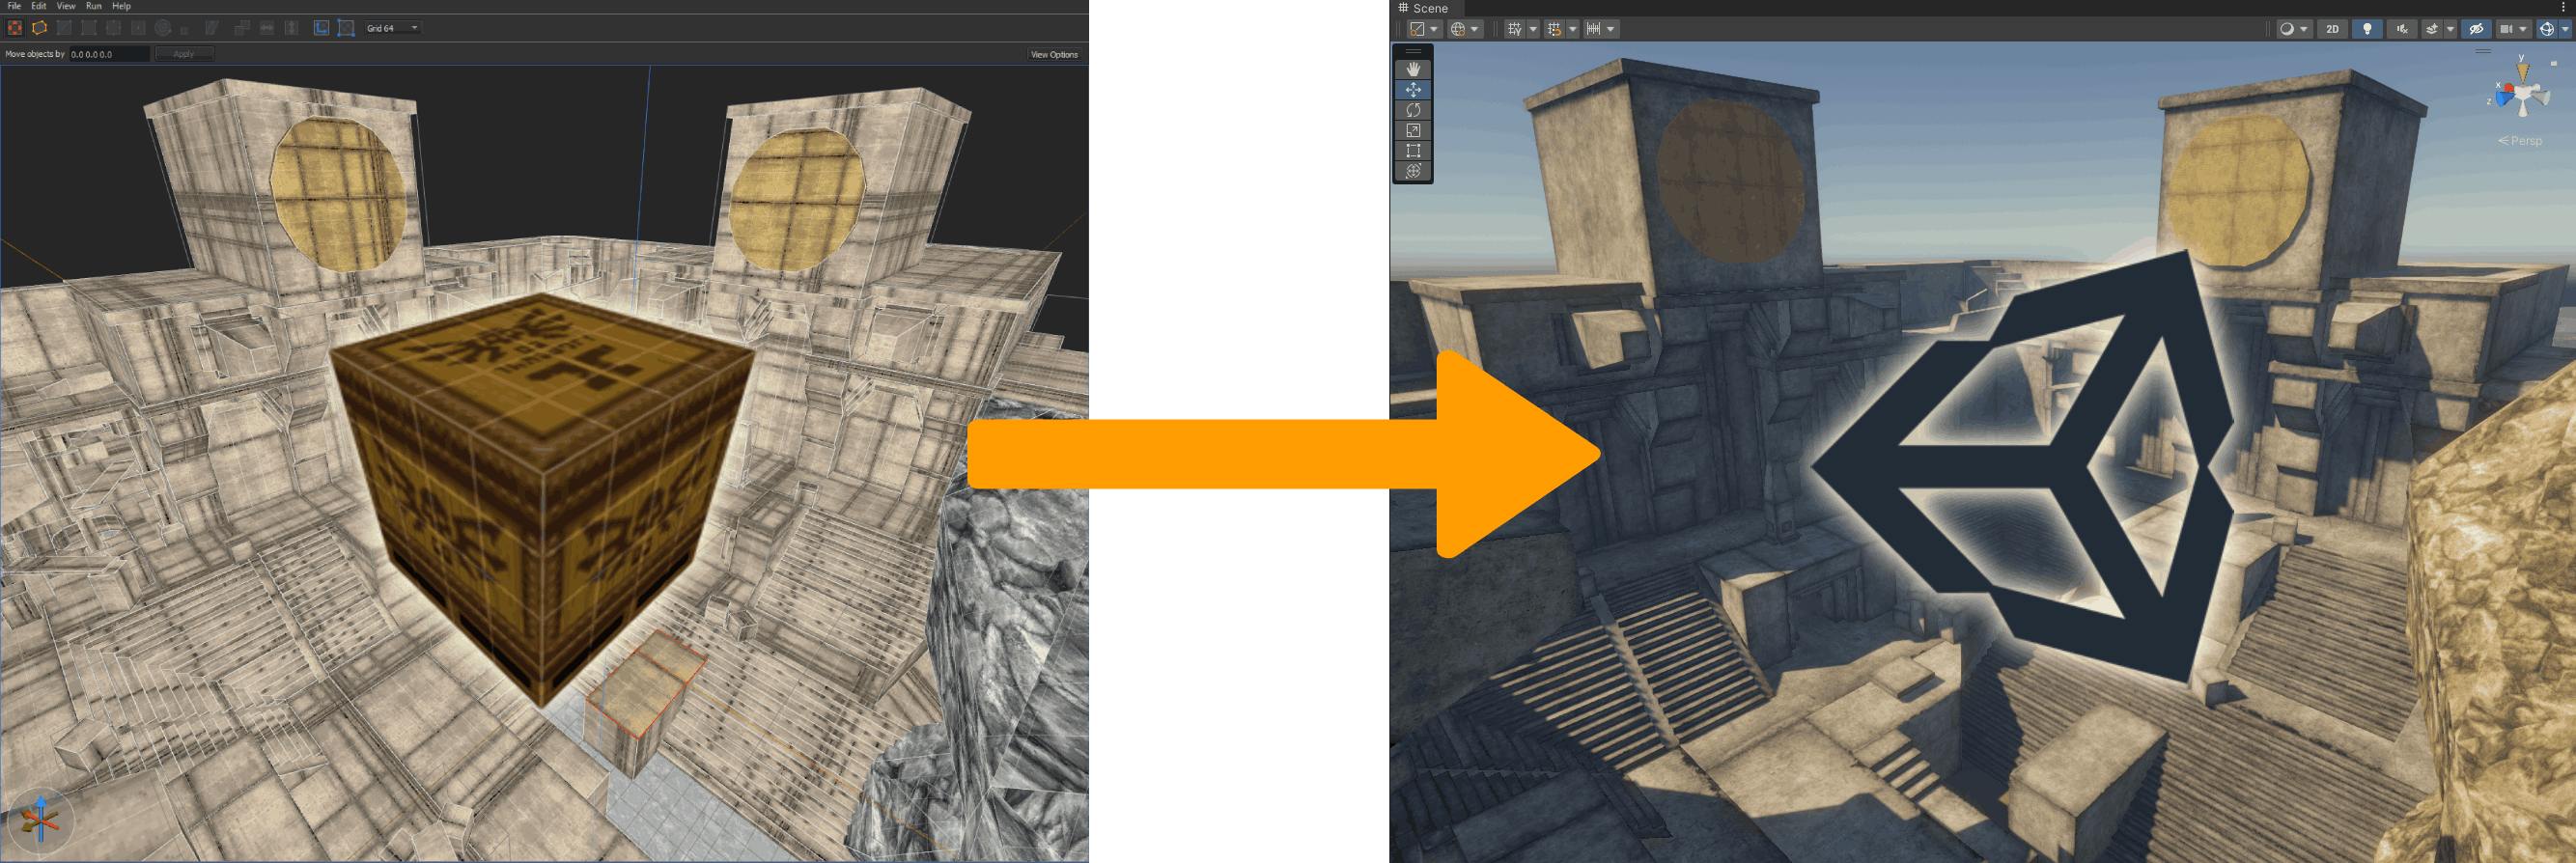 File Edit View Run Help
Grid 64
Move objects by 0.0 0.0 0.0 Apply View Options
Scene
2D
y
x
z
Persp